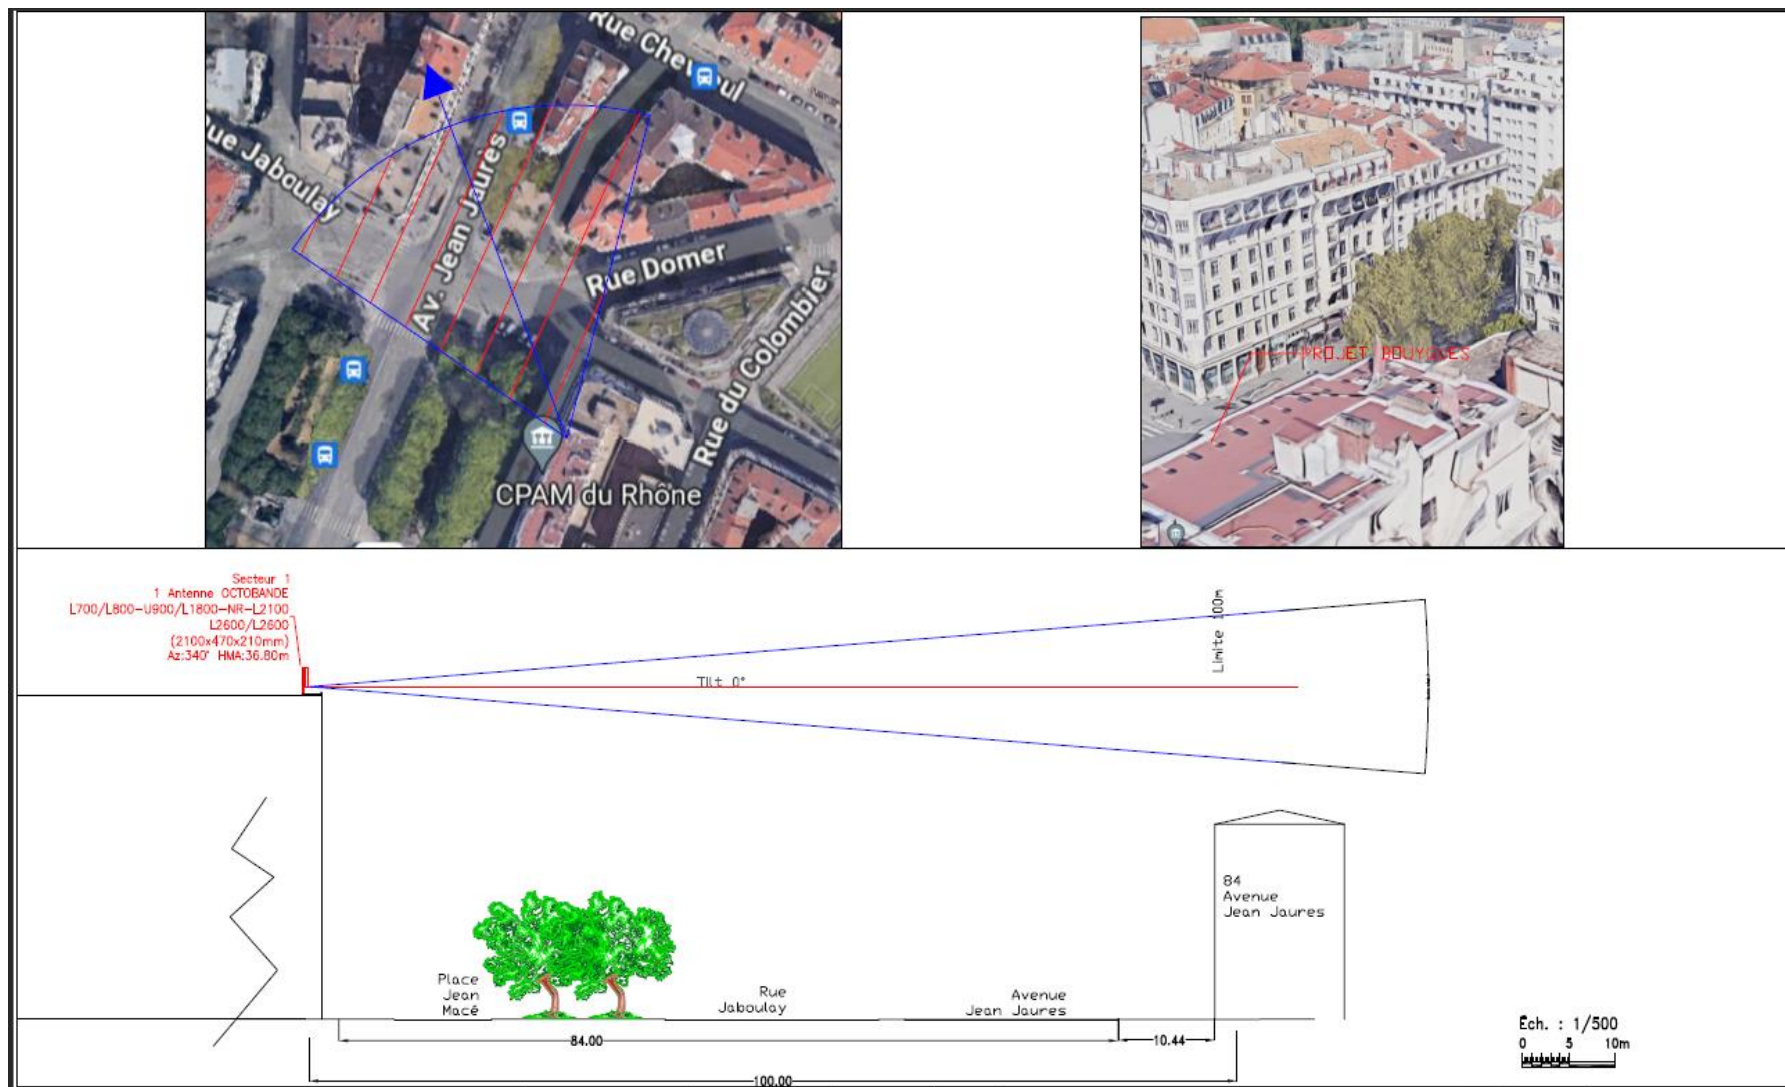 Rue Chevreul
ue Jaboulay
Av. Jean Jaures
Rue Domer
Rue du Colombier
CPAM du Rhône
PROJET BOUYGUES
Secteur 1
1 Antenne OCTOBANDE
L700/L800-U900/L1800-NR-L2100
L2600/L2600
(2100x470x210mm)
Az:340° HMA:36.80m
Tilt 0°
Limite 100m
84
Avenue
Jean Jaures
Place
Jean
Macé
Rue
Jaboulay
Avenue
Jean Jaures
84.00
10.44
100.00
Éch. : 1/500
0 5 10m